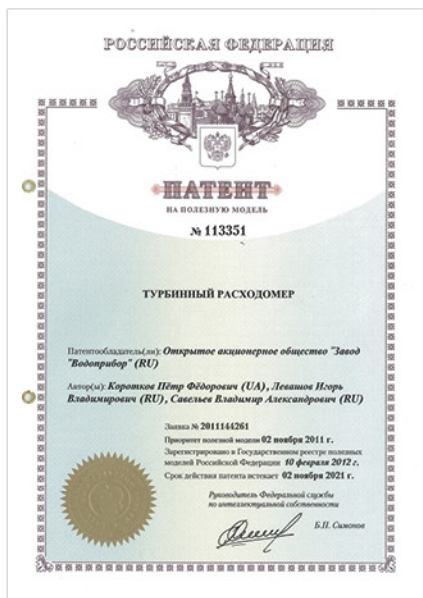 РОССИЙСКАЯ ФЕДЕРАЦИЯ
ПАТЕНТ
НА ПОЛЕЗНУЮ МОДЕЛЬ
№ 113351
ТУРБИННЫЙ РАСХОДОМЕР
Патентообладатель(ли): Открытое акционерное общество "Завод
"Водоприбор" (RU)
Автор(ы): Коротков Пётр Фёдорович (UA), Левашов Игорь
Владимирович (RU), Савельев Владимир Александрович (RU)
Заявка № 2011144261
Приоритет полезной модели 02 ноября 2011 г.
Зарегистрировано в Государственном реестре полезных
моделей Российской Федерации 10 февраля 2012 г.
Срок действия патента истекает 02 ноября 2021 г.
Руководитель Федеральной службы
по интеллектуальной собственности
Б.П. Симонов